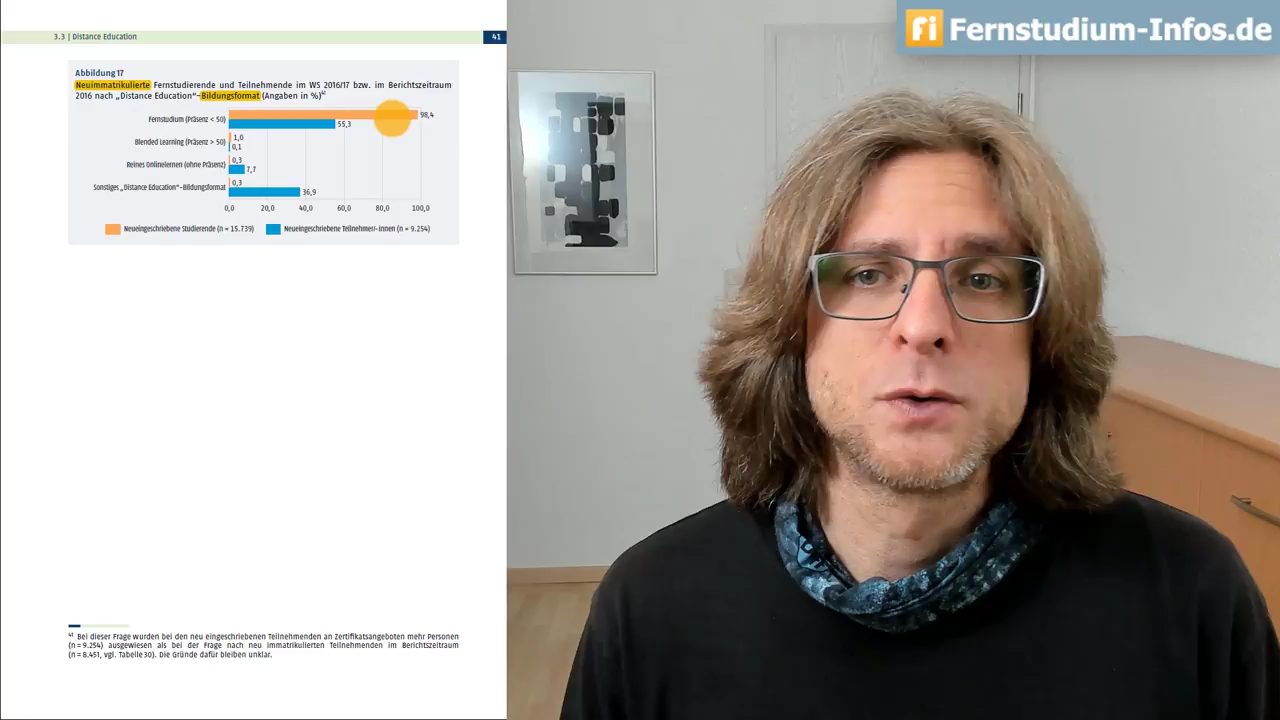 3.3 | Distance Education
41
Abbildung 17
Neuimmatrikulierte Fernstudierende und Teilnehmende im WS 2016/17 bzw. im Berichtszeitraum
2016 nach „Distance Education“-Bildungsformat (Angaben in %)⁴¹
Fernstudium (Präsenz < 50)
98,4
55,3
Blended Learning (Präsenz > 50)
1,0
0,1
Reines Onlinelernen (ohne Präsenz)
0,3
7,7
Sonstiges „Distance Education“-Bildungsformat
0,3
36,9
0,0 20,0 40,0 60,0 80,0 100,0
Neueingeschriebene Studierende (n = 15.739) Neueingeschriebene Teilnehmer/-innen (n = 9.254)
⁴¹ Bei dieser Frage wurden bei den neu eingeschriebenen Teilnehmenden an Zertifikatsangeboten mehr Personen
(n = 9.254) ausgewiesen als bei der Frage nach neu immatrikulierten Teilnehmenden im Berichtszeitraum
(n = 8.451, vgl. Tabelle 30). Die Gründe dafür bleiben unklar.
fi Fernstudium-Infos.de